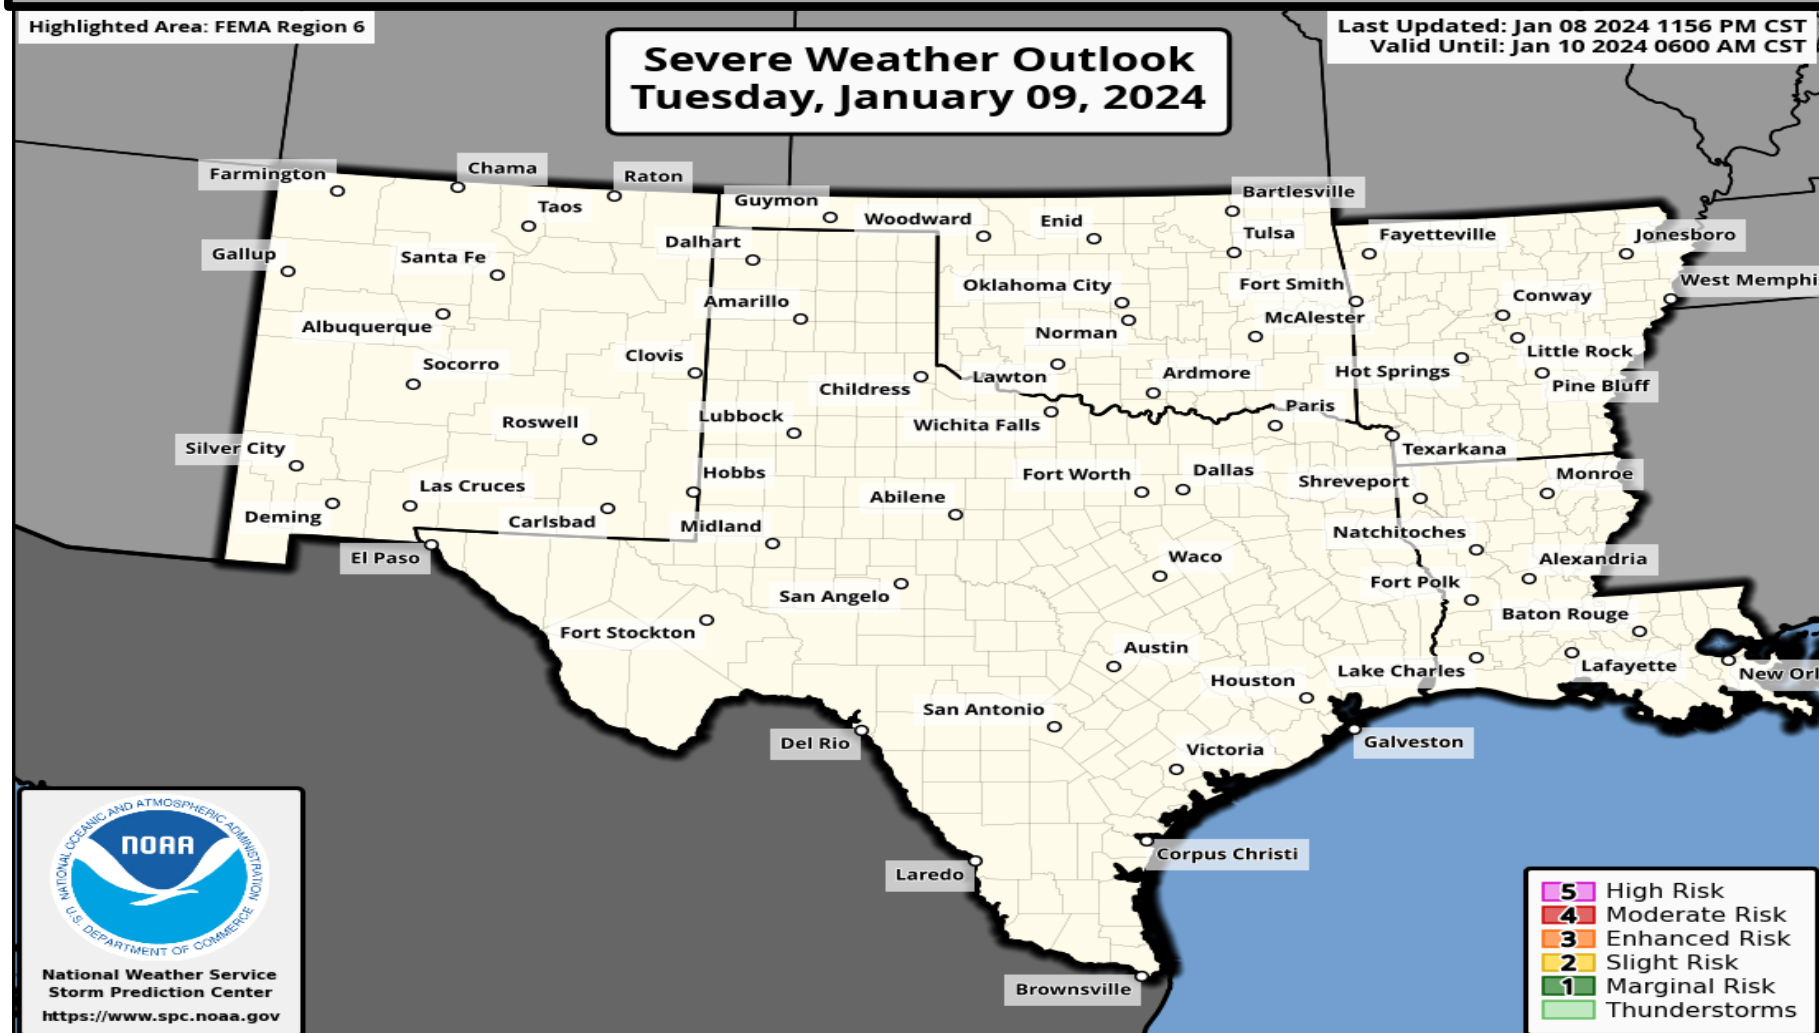 Highlighted Area: FEMA Region 6
Severe Weather Outlook
Tuesday, January 09, 2024
Last Updated: Jan 08 2024 1156 PM CST
Valid Until: Jan 10 2024 0600 AM CST
Farmington
Chama
Raton
Taos
Guymon
Woodward
Enid
Bartlesville
Gallup
Santa Fe
Dalhart
Tulsa
Fayetteville
Jonesboro
Albuquerque
Amarillo
Oklahoma City
Fort Smith
Conway
West Memphi
Norman
McAlester
Socorro
Clovis
Childress
Lawton
Ardmore
Hot Springs
Little Rock
Pine Bluff
Roswell
Lubbock
Wichita Falls
Paris
Texarkana
Silver City
Las Cruces
Hobbs
Abilene
Fort Worth
Dallas
Shreveport
Monroe
Deming
Carlsbad
Midland
Natchitoches
El Paso
San Angelo
Waco
Fort Polk
Alexandria
Fort Stockton
Austin
Baton Rouge
Houston
Lake Charles
Lafayette
New Orl
San Antonio
Del Rio
Victoria
Galveston
Laredo
Corpus Christi
Brownsville
NATIONAL OCEANIC AND ATMOSPHERIC ADMINISTRATION
NOAA
U.S. DEPARTMENT OF COMMERCE
National Weather Service
Storm Prediction Center
https://www.spc.noaa.gov
5 High Risk
4 Moderate Risk
3 Enhanced Risk
2 Slight Risk
1 Marginal Risk
Thunderstorms